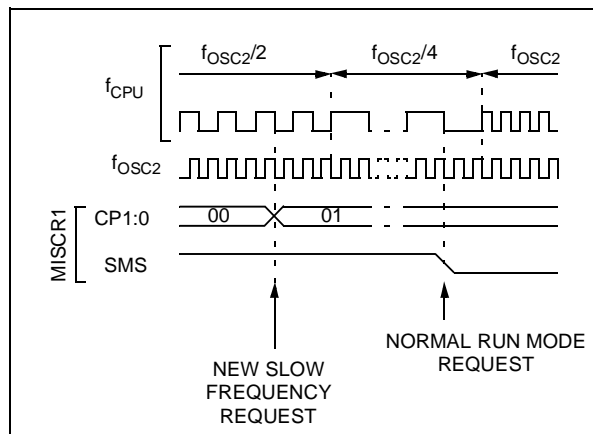 fOSC2/2 fOSC2/4 fOSC2
fCPU
fOSC2
MISCR1
CP1:0 00 01
SMS
NEW SLOW
FREQUENCY
REQUEST
NORMAL RUN MODE
REQUEST